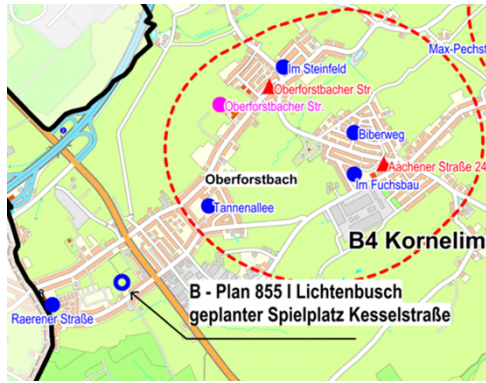 Max-Pechst
Im Steinfeld
Oberforstbacher Str.
Oberforstbacher Str.
Biberweg
Aachener Straße 24
Im Fuchsbau
Oberforstbach
Tannenallee
B4 Kornelim
B - Plan 855 I Lichtenbusch
geplanter Spielplatz Kesselstraße
Raerener Straße